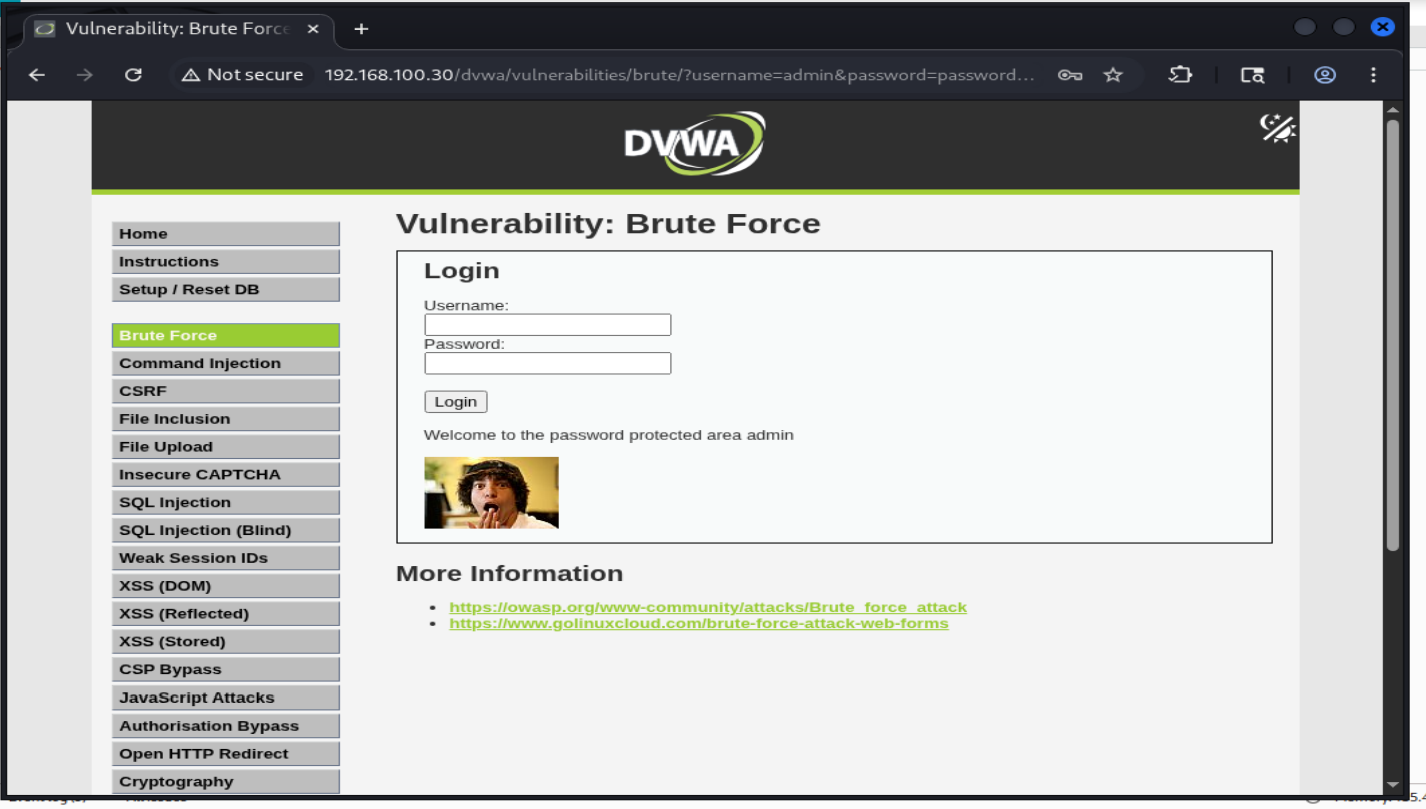 Vulnerability: Brute Force
Not secure 192.168.100.30/dvwa/vulnerabilities/brute/?username=admin&password=password...
DVWA
Home
Instructions
Setup / Reset DB
Brute Force
Command Injection
CSRF
File Inclusion
File Upload
Insecure CAPTCHA
SQL Injection
SQL Injection (Blind)
Weak Session IDs
XSS (DOM)
XSS (Reflected)
XSS (Stored)
CSP Bypass
JavaScript Attacks
Authorisation Bypass
Open HTTP Redirect
Cryptography
Vulnerability: Brute Force
Login
Username:
Password:
Login
Welcome to the password protected area admin
More Information
https://owasp.org/www-community/attacks/Brute_force_attack
https://www.golinuxcloud.com/brute-force-attack-web-forms